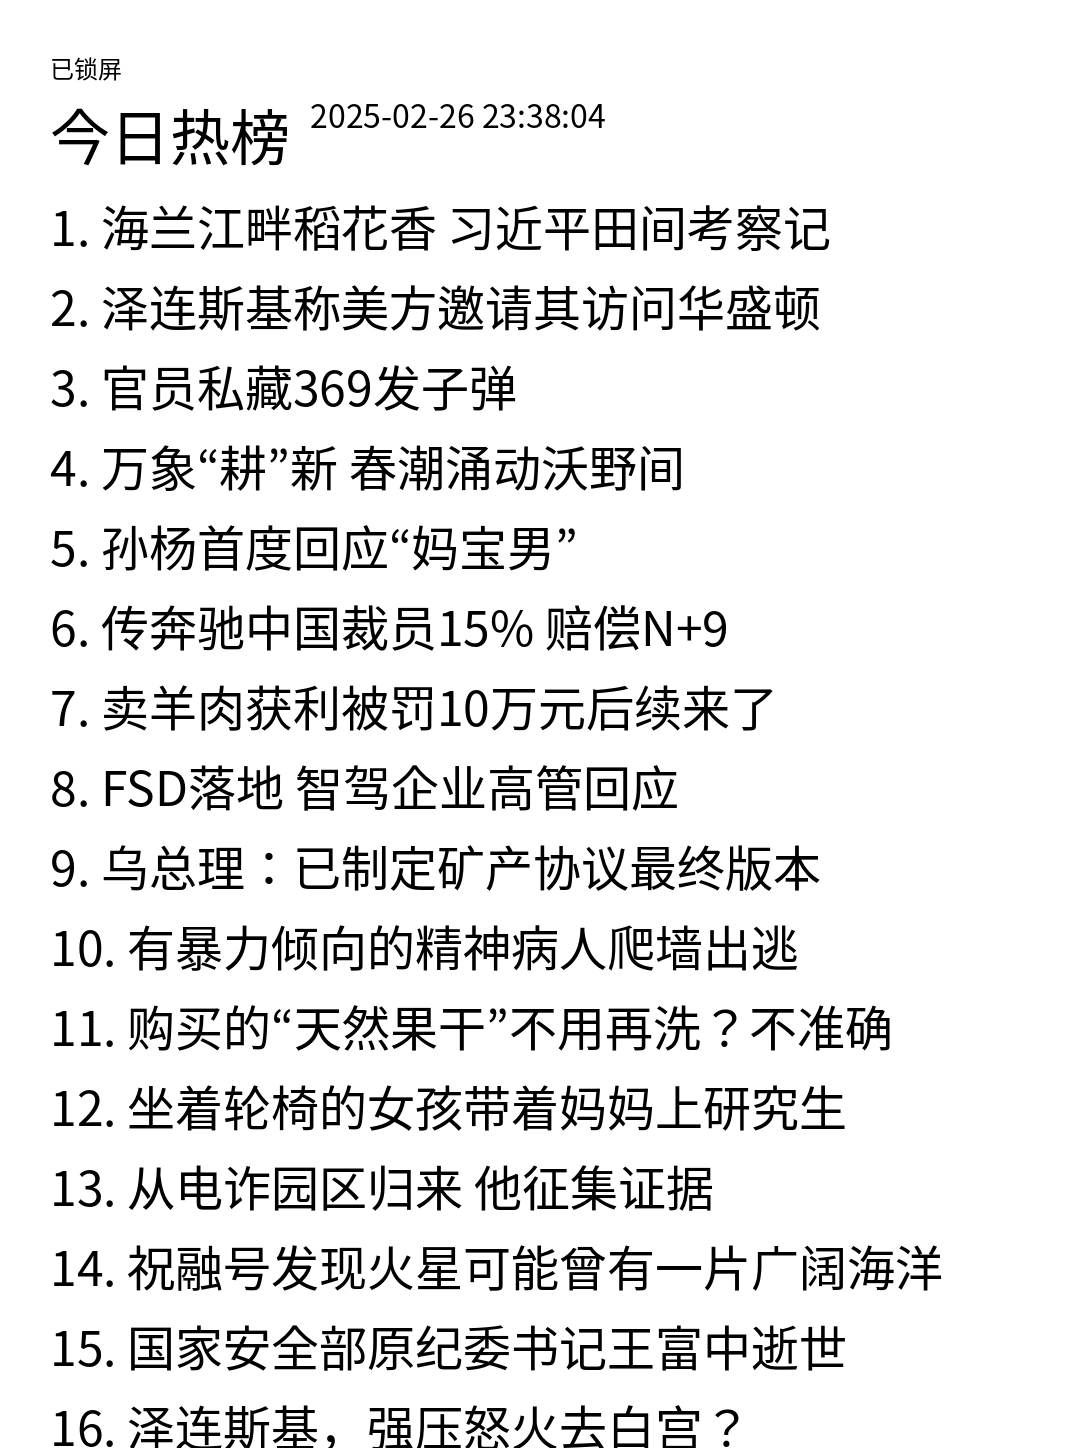 已锁屏
今日热榜 2025-02-26 23:38:04
1. 海兰江畔稻花香 习近平田间考察记
2. 泽连斯基称美方邀请其访问华盛顿
3. 官员私藏369发子弹
4. 万象“耕”新 春潮涌动沃野间
5. 孙杨首度回应“妈宝男”
6. 传奔驰中国裁员15% 赔偿N+9
7. 卖羊肉获利被罚10万元后续来了
8. FSD落地 智驾企业高管回应
9. 乌总理：已制定矿产协议最终版本
10. 有暴力倾向的精神病人爬墙出逃
11. 购买的“天然果干”不用再洗？不准确
12. 坐着轮椅的女孩带着妈妈上研究生
13. 从电诈园区归来 他征集证据
14. 祝融号发现火星可能曾有一片广阔海洋
15. 国家安全部原纪委书记王富中逝世
16. 泽连斯基，强压怒火去白宫？